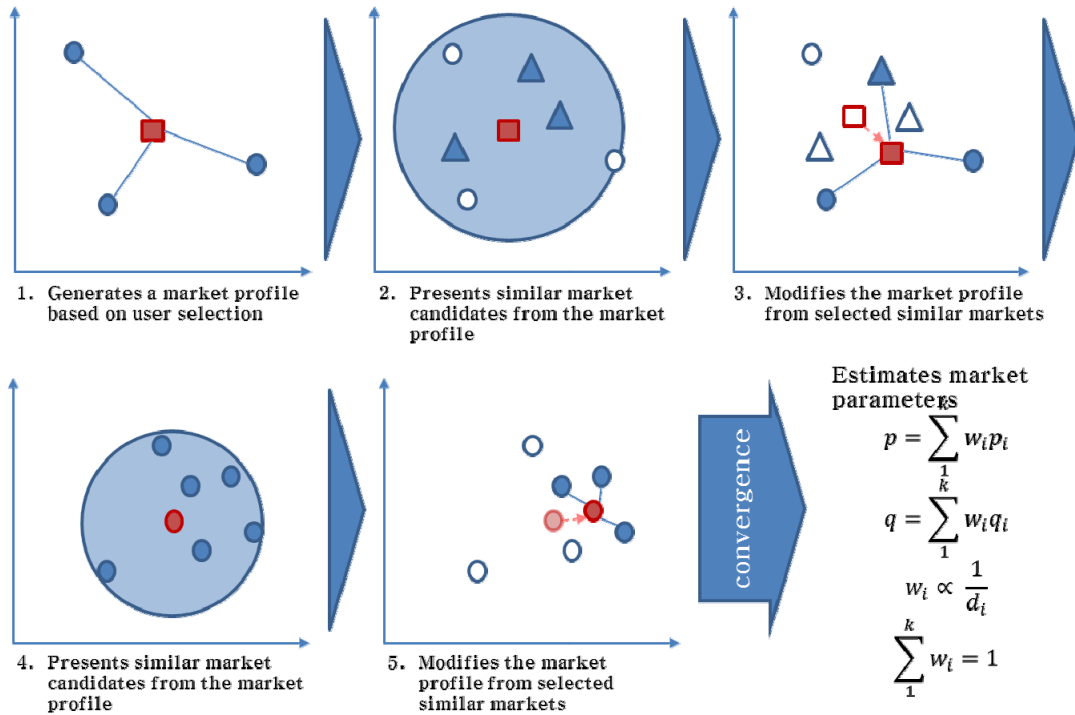 1. Generates a market profile
based on user selection
2. Presents similar market
candidates from the market
profile
3. Modifies the market profile
from selected similar markets
4. Presents similar market
candidates from the market
profile
5. Modifies the market
profile from selected
similar markets
convergence
Estimates market
parameters
p = ∑_1^k w_i p_i
q = ∑_1^k w_i q_i
w_i ∝ 1/d_i
∑_1^k w_i = 1